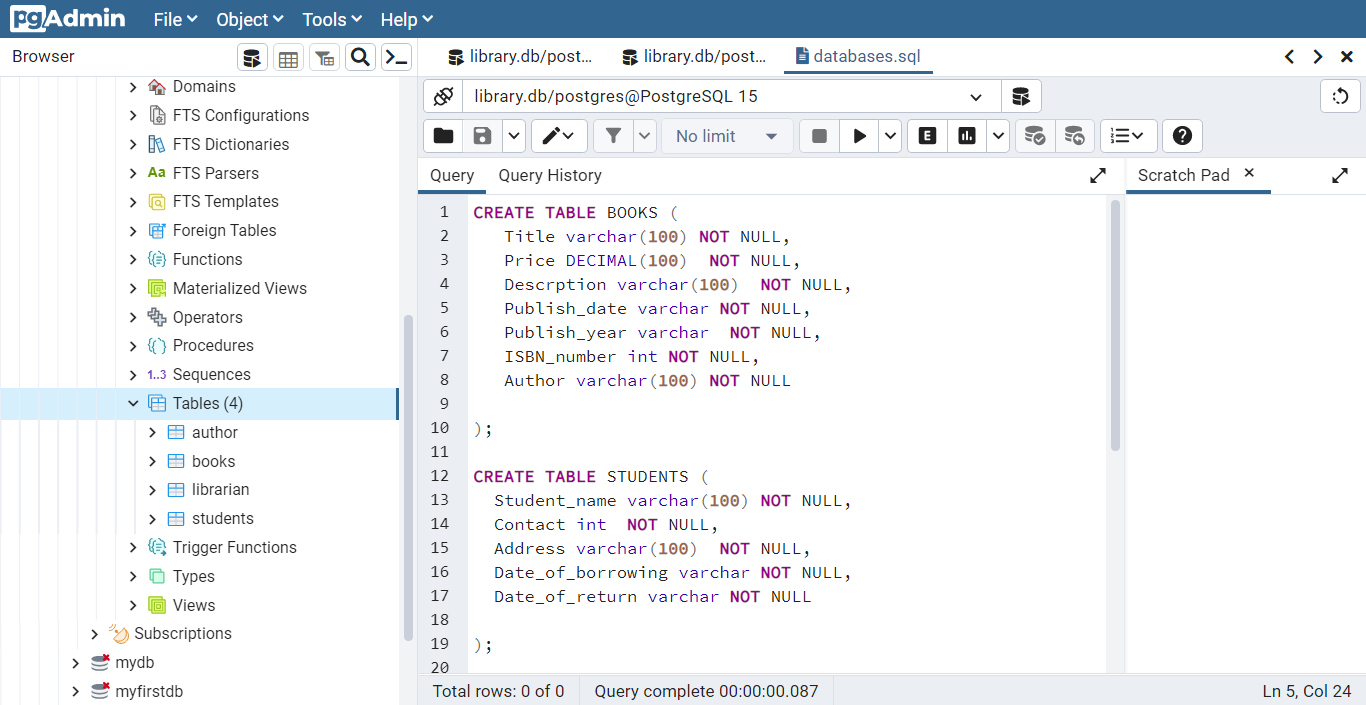 pgAdmin File Object Tools Help
Browser
library.db/post... library.db/post... databases.sql
library.db/postgres@PostgreSQL 15
No limit
E
Domains
FTS Configurations
FTS Dictionaries
Aa FTS Parsers
FTS Templates
Foreign Tables
Functions
Materialized Views
Operators
Procedures
1..3 Sequences
Tables (4)
author
books
librarian
students
Trigger Functions
Types
Views
Subscriptions
mydb
myfirstdb
Query Query History
Scratch Pad
1 CREATE TABLE BOOKS (
2 Title varchar(100) NOT NULL,
3 Price DECIMAL(100) NOT NULL,
4 Descrption varchar(100) NOT NULL,
5 Publish_date varchar NOT NULL,
6 Publish_year varchar NOT NULL,
7 ISBN_number int NOT NULL,
8 Author varchar(100) NOT NULL
9
10 );
11
12 CREATE TABLE STUDENTS (
13 Student_name varchar(100) NOT NULL,
14 Contact int NOT NULL,
15 Address varchar(100) NOT NULL,
16 Date_of_borrowing varchar NOT NULL,
17 Date_of_return varchar NOT NULL
18
19 );
20
Total rows: 0 of 0 Query complete 00:00:00.087 Ln 5, Col 24